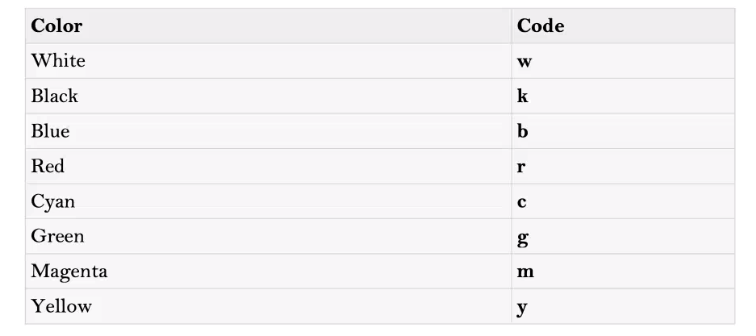 Color Code
White w
Black k
Blue b
Red r
Cyan c
Green g
Magenta m
Yellow y